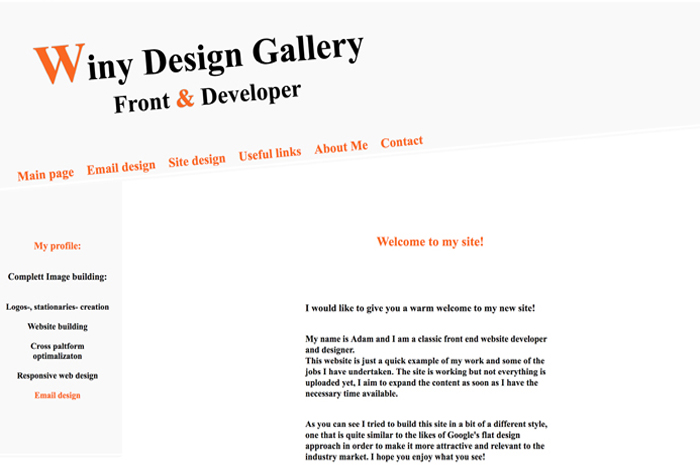 Winy Design Gallery
Front & Developer
Main page Email design Site design Useful links About Me Contact
My profile:
Complett Image building:
Logos-, stationaries- creation
Website building
Cross paltform
optimalizaton
Responsive web design
Email design
Welcome to my site!
I would like to give you a warm welcome to my new site!
My name is Adam and I am a classic front end website developer
and designer.
This website is just a quick example of my work and some of the
jobs I have undertaken. The site is working but not everything is
uploaded yet, I aim to expand the content as soon as I have the
necessary time available.
As you can see I tried to build this site in a bit of a different style,
one that is quite similar to the likes of Google's flat design
approach in order to make it more attractive and relevant to the
industry market. I hope you enjoy what you see!